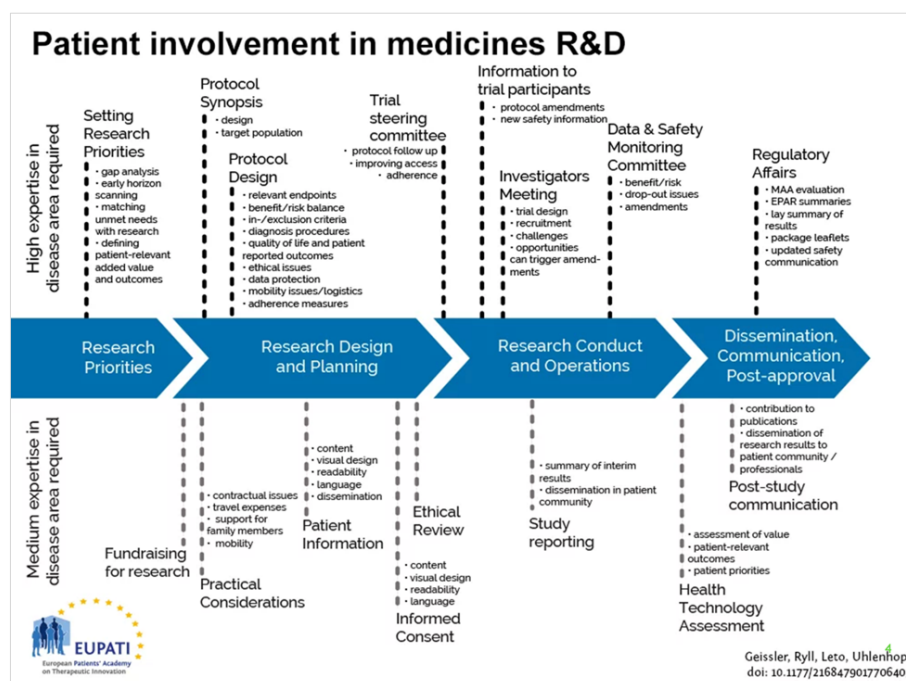 Patient involvement in medicines R&D
High expertise in
disease area required
Setting
Research
Priorities
• gap analysis
• early horizon
scanning
• matching
unmet needs
with research
• defining
patient-relevant
added value
and outcomes
Protocol
Synopsis
• design
• target population
Protocol
Design
• relevant endpoints
• benefit/risk balance
• in-/exclusion criteria
• diagnosis procedures
• quality of life and patient
reported outcomes
• ethical issues
• data protection
• mobility issues/logistics
• adherence measures
Trial
steering
committee
• protocol follow up
• improving access
• adherence
Information to
trial participants
• protocol amendments
• new safety information
Investigators
Meeting
• trial design
• recruitment
• challenges
• opportunities
can trigger amend-
ments
Data & Safety
Monitoring
Committee
• benefit/risk
• drop-out issues
• amendments
Regulatory
Affairs
• MAA evaluation
• EPAR summaries
• lay summary of
results
• package leaflets
• updated safety
communication
Research
Priorities
Research Design
and Planning
Research Conduct
and Operations
Dissemination,
Communication,
Post-approval
Medium expertise in
disease area required
Fundraising
for research
• contractual issues
• travel expenses
• support for
family members
• mobility
Practical
Considerations
• content
• visual design
• readability
• language
• dissemination
Patient
Information
Ethical
Review
• content
• visual design
• readability
• language
Informed
Consent
• summary of interim
results
• dissemination in patient
community
Study
reporting
• contribution to
publications
• dissemination of
research results to
patient community /
professionals
Post-study
communication
• assessment of value
• patient-relevant
outcomes
• patient priorities
Health
Technology
Assessment
EUPATI
European Patients' Academy
on Therapeutic Innovation
4
Geissler, Ryll, Leto, Uhlenhop
doi: 10.1177/216847901770640